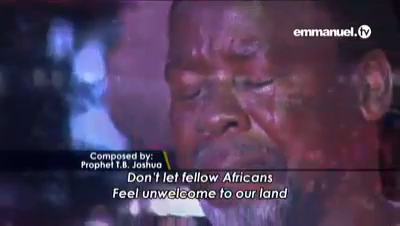 emmanuel.tv
Composed by:
Prophet T.B. Joshua
Don't let fellow Africans
Feel unwelcome to our land